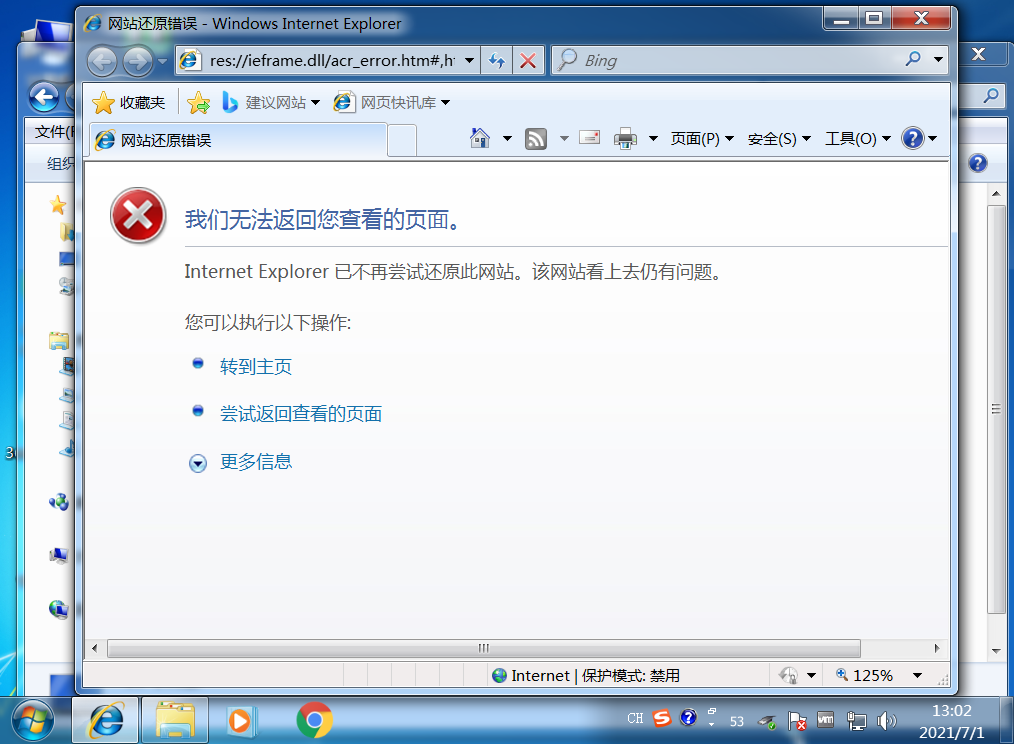 网站还原错误 - Windows Internet Explorer
res://ieframe.dll/acr_error.htm#,h
Bing
收藏夹
建议网站
网页快讯库
网站还原错误
页面(P)
安全(S)
工具(O)
文件(F
组织
我们无法返回您查看的页面。
Internet Explorer 已不再尝试还原此网站。该网站看上去仍有问题。
您可以执行以下操作:
转到主页
尝试返回查看的页面
更多信息
Internet | 保护模式: 禁用
125%
CH
53
13:02
2021/7/1